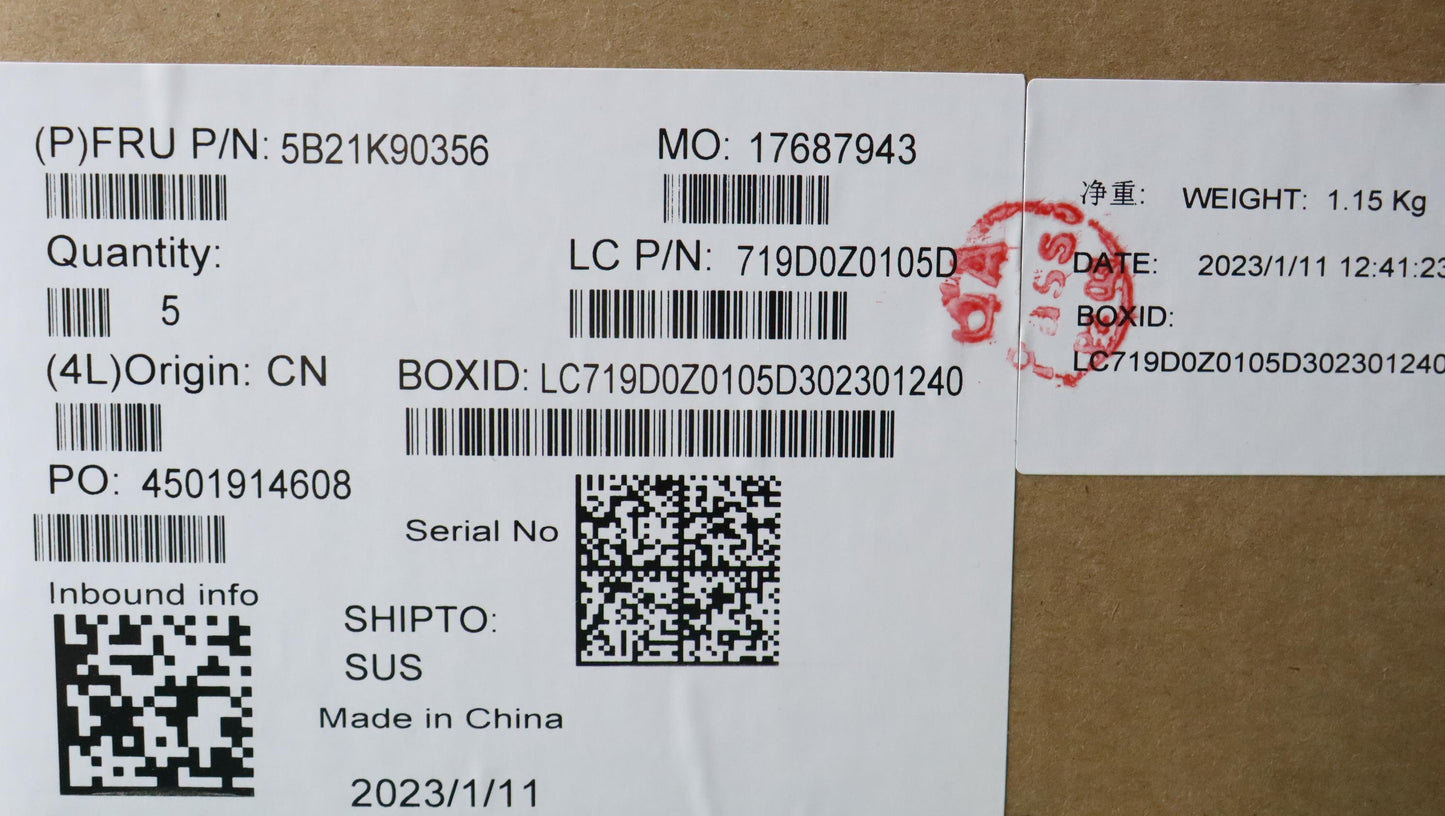 (P)FRU P/N: 5B21K90356
MO: 17687943
Quantity:
5
LC P/N: 719D0Z0105D
(4L)Origin: CN
BOXID: LC719D0Z0105D302301240
PO: 4501914608
Serial No
Inbound info
SHIPTO:
SUS
Made in China
2023/1/11
净重: WEIGHT: 1.15 Kg
DATE: 2023/1/11 12:41:23
BOXID:
LC719D0Z0105D302301240
QA
Pass